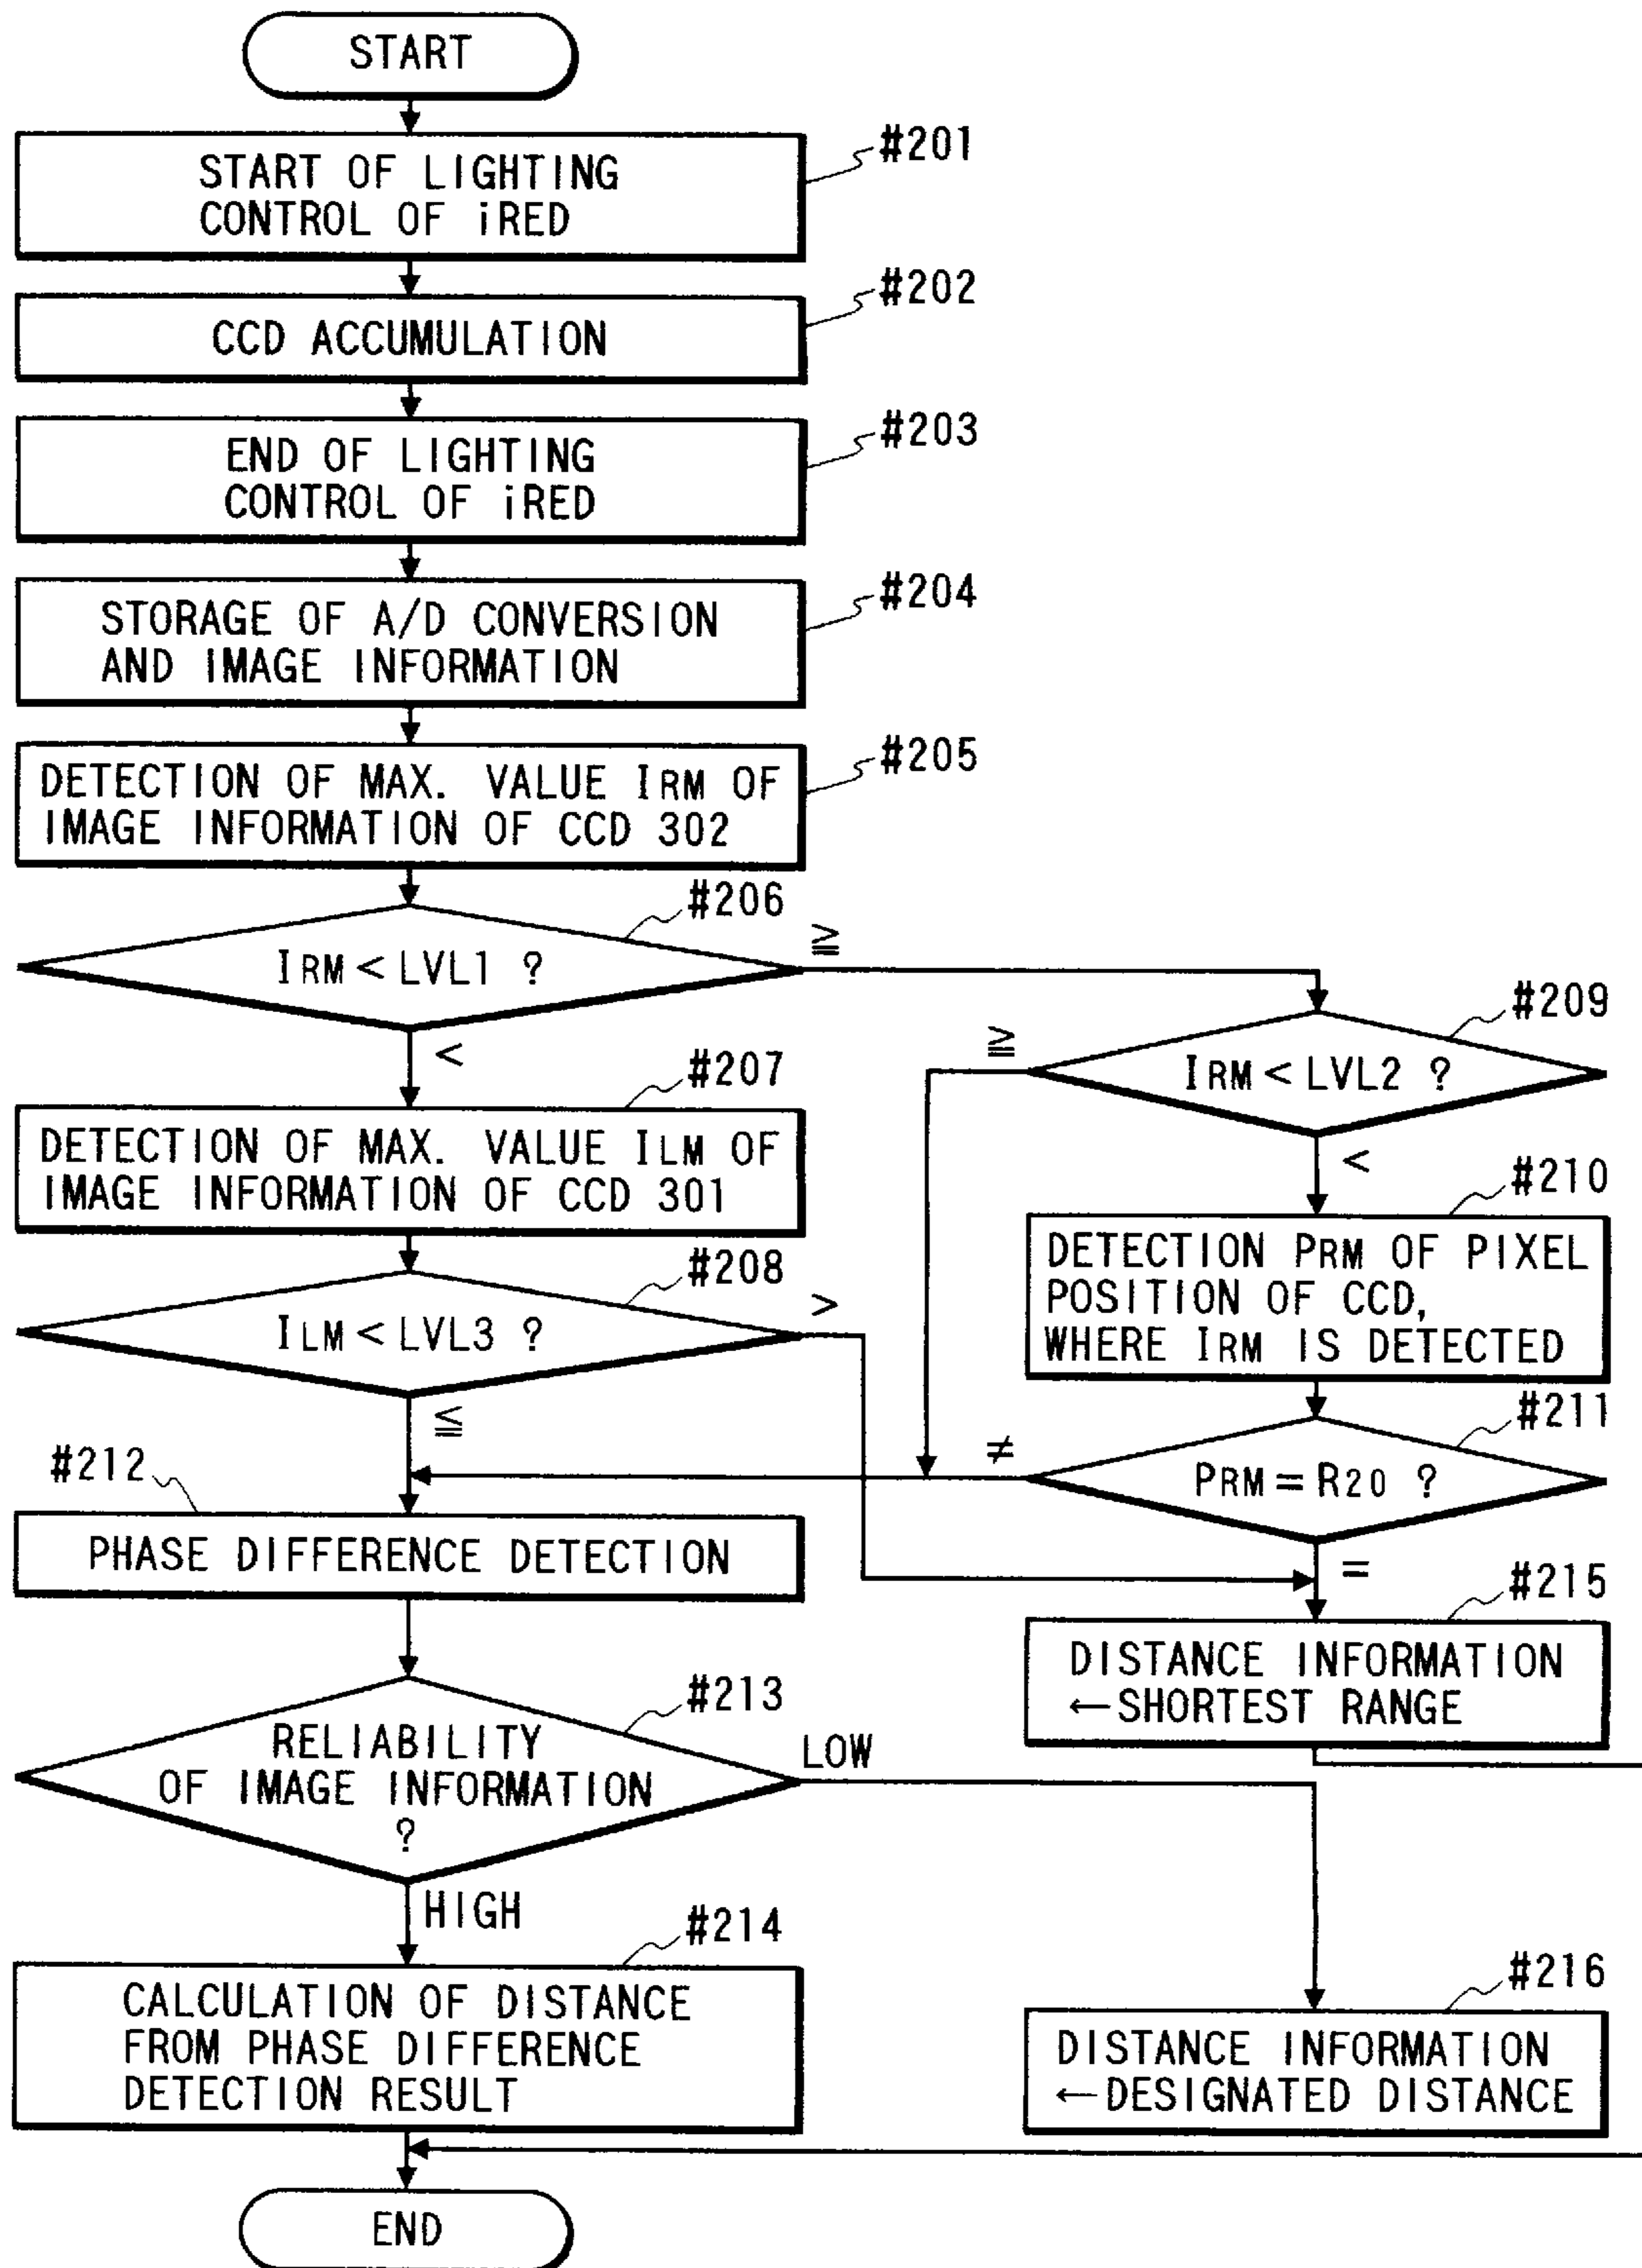 START
#201
START OF LIGHTING
CONTROL OF iRED
#202
CCD ACCUMULATION
#203
END OF LIGHTING
CONTROL OF iRED
#204
STORAGE OF A/D CONVERSION
AND IMAGE INFORMATION
#205
DETECTION OF MAX. VALUE IRM OF
IMAGE INFORMATION OF CCD 302
#206
IRM < LVL1 ?
≧
<
#207
DETECTION OF MAX. VALUE ILM OF
IMAGE INFORMATION OF CCD 301
#208
ILM < LVL3 ?
>
≦
#209
IRM < LVL2 ?
≧
<
#210
DETECTION PRM OF PIXEL
POSITION OF CCD,
WHERE IRM IS DETECTED
#211
PRM = R20 ?
≠
=
#212
PHASE DIFFERENCE DETECTION
#213
RELIABILITY
OF IMAGE INFORMATION
?
LOW
HIGH
#214
CALCULATION OF DISTANCE
FROM PHASE DIFFERENCE
DETECTION RESULT
#215
DISTANCE INFORMATION
←SHORTEST RANGE
#216
DISTANCE INFORMATION
←DESIGNATED DISTANCE
END